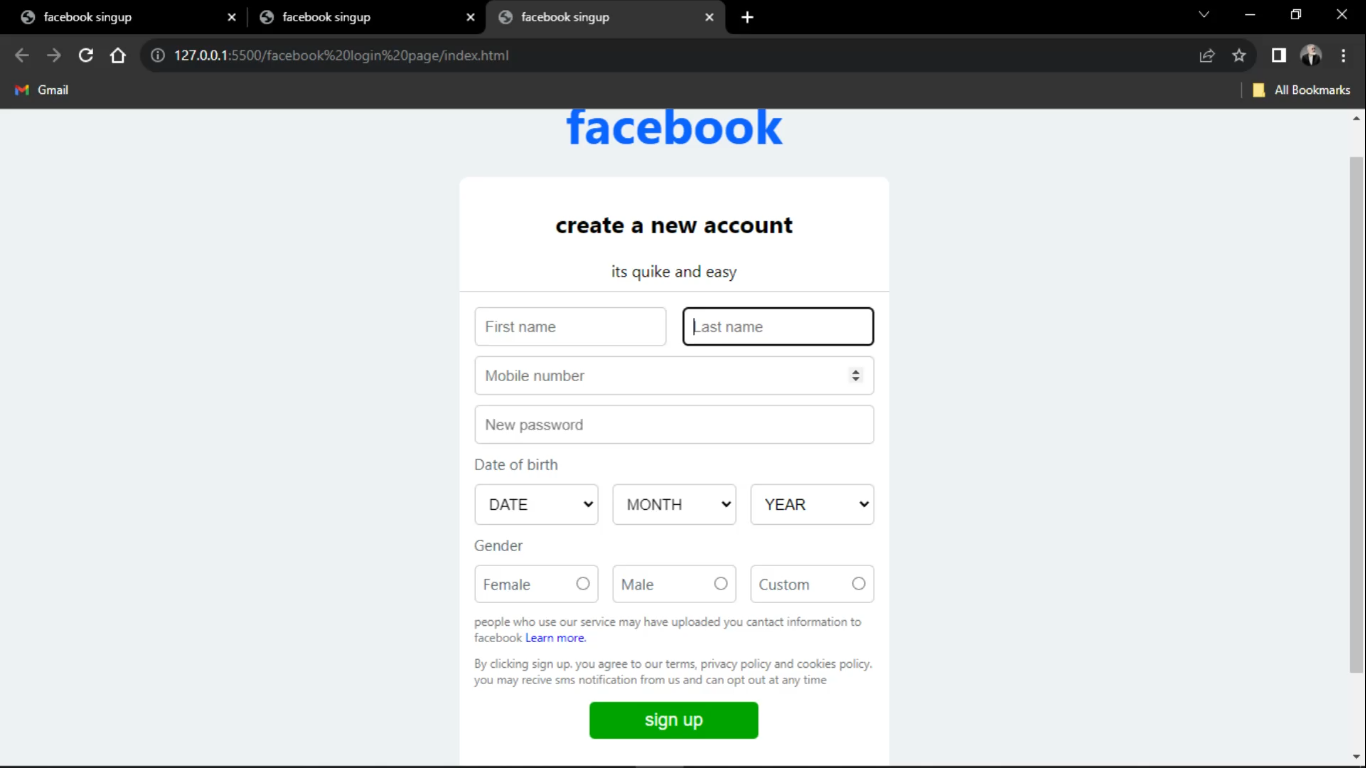 facebook singup
facebook singup
facebook singup
127.0.0.1:5500/facebook%20login%20page/index.html
Gmail
All Bookmarks
facebook
create a new account
its quike and easy
First name
Last name
Mobile number
New password
Date of birth
DATE
MONTH
YEAR
Gender
Female
Male
Custom
people who use our service may have uploaded you cantact information to
facebook Learn more.
By clicking sign up. you agree to our terms, privacy policy and cookies policy.
you may recive sms notification from us and can opt out at any time
sign up